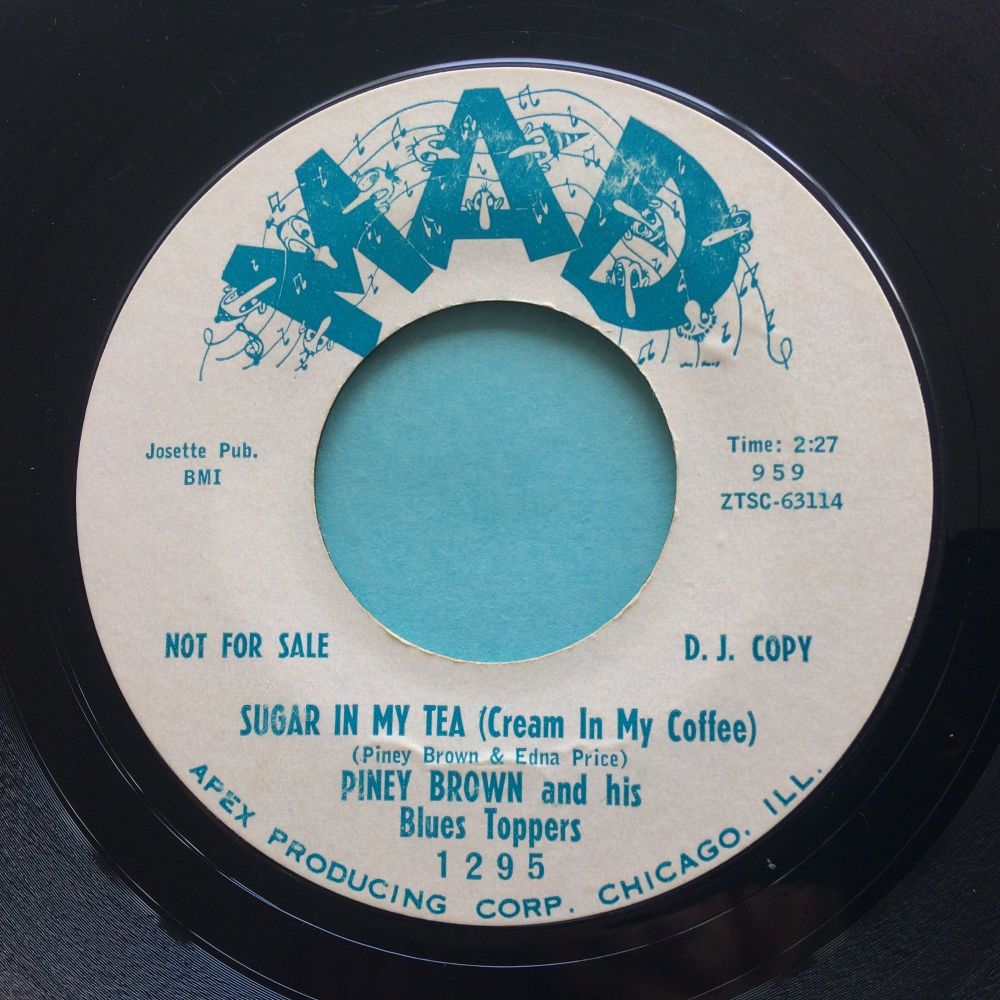 MAD
Josette Pub.
BMI
Time: 2:27
959
ZTSC-63114
NOT FOR SALE
D. J. COPY
SUGAR IN MY TEA (Cream In My Coffee)
(Piney Brown & Edna Price)
PINEY BROWN and his
Blues Toppers
1295
APEX PRODUCING CORP. CHICAGO, ILL.